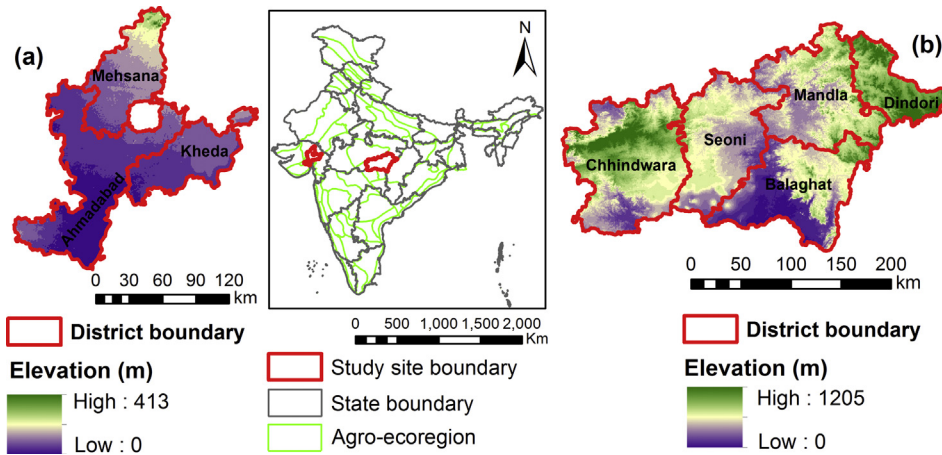 (a)
Mehsana
Kheda
Ahmadabad
0 30 60 90 120
km
District boundary
Elevation (m)
High : 413
Low : 0
N
0 500 1,000 1,500 2,000
Km
Study site boundary
State boundary
Agro-ecoregion
(b)
Mandla
Dindori
Seoni
Chhindwara
Balaghat
0 50 100 150 200
km
District boundary
Elevation (m)
High : 1205
Low : 0